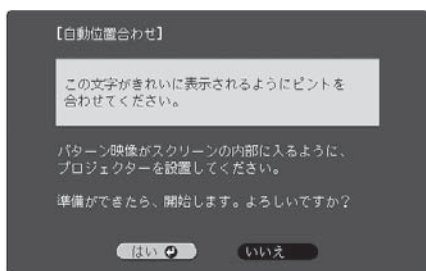 【自動位置合わせ】
この文字がきれいに表示されるようにピントを
合わせてください。
パターン映像がスクリーンの内部に入るように、
プロジェクターを設置してください。
準備ができたら、開始します。よろしいですか？
はい
いいえ